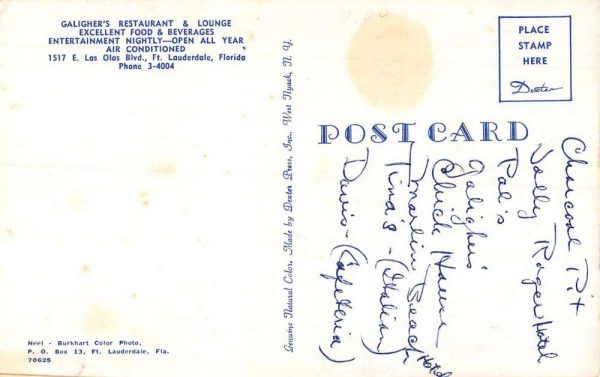 GALIGHER'S RESTAURANT & LOUNGE
EXCELLENT FOOD & BEVERAGES
ENTERTAINMENT NIGHTLY—OPEN ALL YEAR
AIR CONDITIONED
1517 E. Las Olas Blvd., Ft. Lauderdale, Florida
Phone 3-4004
Neel - Burkhart Color Photo,
P. O. Box 13, Ft. Lauderdale, Fla.
70625
Genuine Natural Color. Made by Dexter Press, Inc., West Nyack, N. Y.
1.00
PLACE
STAMP
HERE
Dexter
POST CARD
Charcoal Pit
Jolly Roger Hotel
Pal's
Galighers
Chick House
Marlin Beach Hotel
Tina's - (Italian)
Davis - (Cafeteria)